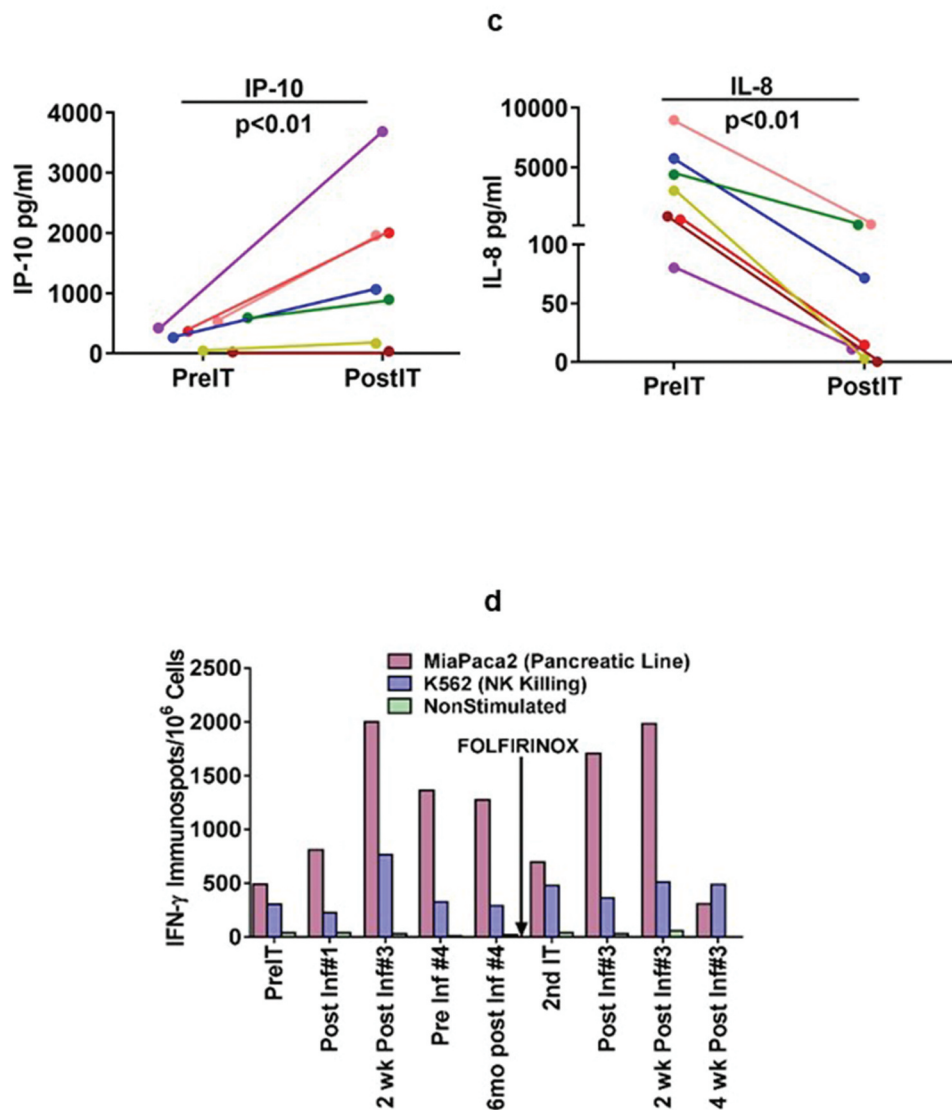 c
IP-10
p<0.01
IP-10 pg/ml
4000
3000
2000
1000
0
PreIT
PostIT
IL-8
p<0.01
IL-8 pg/ml
10000
5000
100
50
0
PreIT
PostIT
d
IFN-γ Immunospots/10⁶ Cells
2500
2000
1500
1000
500
0
MiaPaca2 (Pancreatic Line)
K562 (NK Killing)
NonStimulated
FOLFIRINOX
PreIT
Post Inf#1
2 wk Post Inf#3
Pre Inf #4
6mo post Inf #4
2nd IT
Post Inf#3
2 wk Post Inf#3
4 wk Post Inf#3